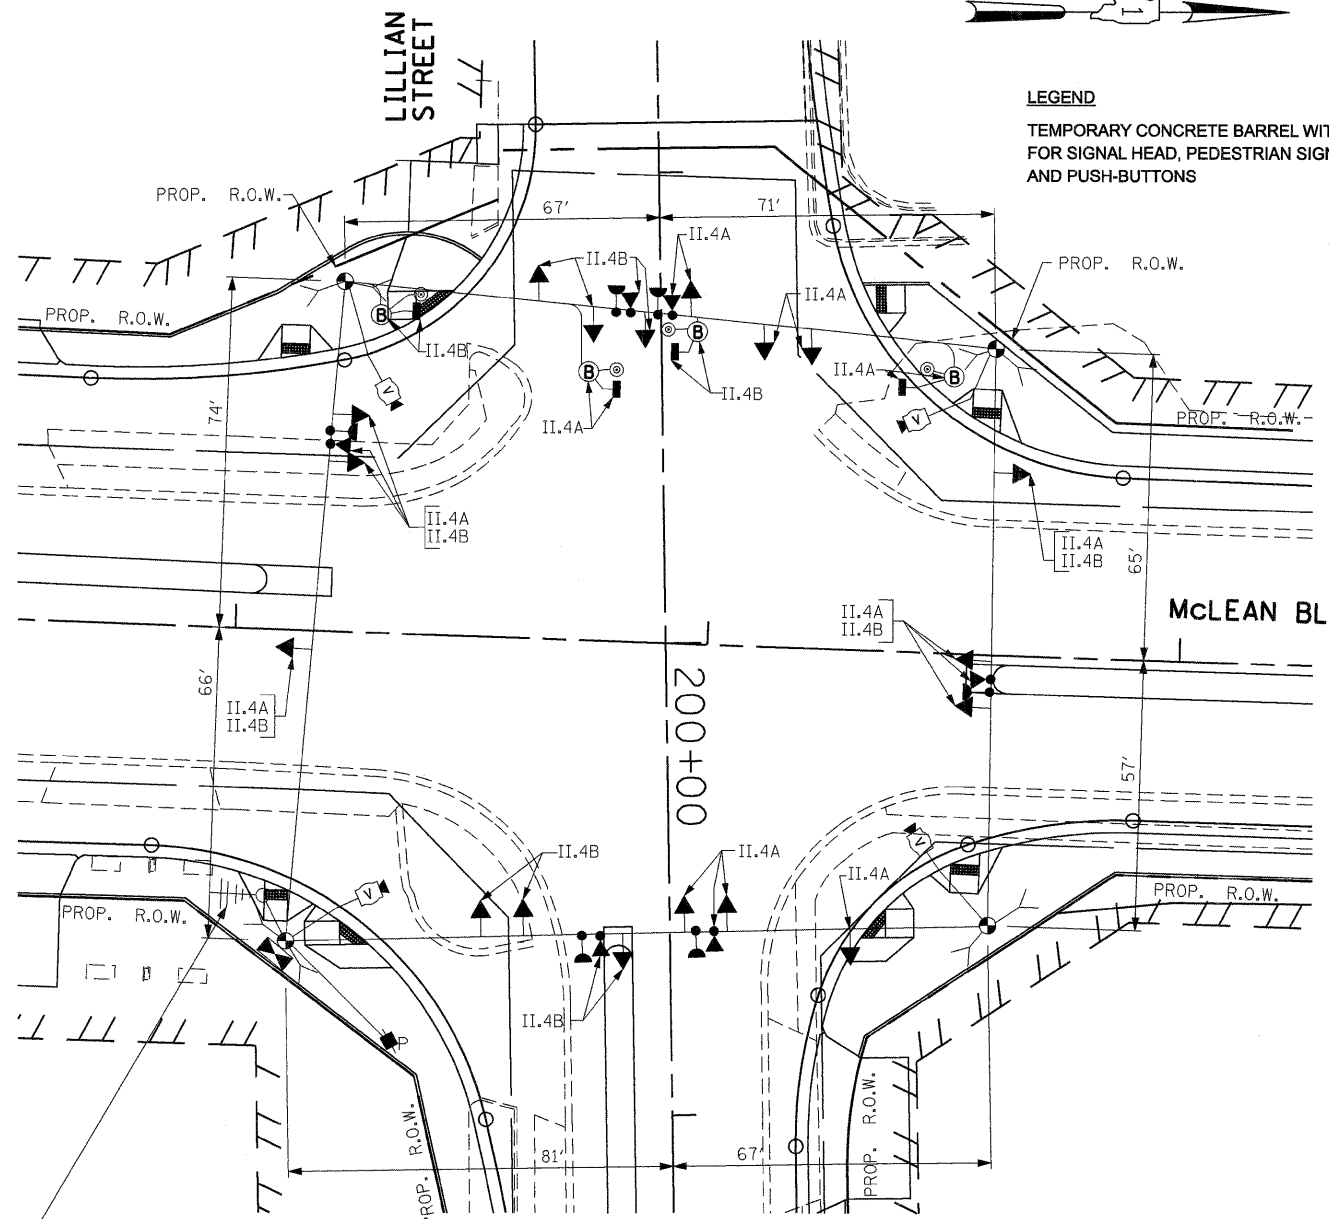 LILLIAN
STREET
1
LEGEND
TEMPORARY CONCRETE BARREL WIT
FOR SIGNAL HEAD, PEDESTRIAN SIGN
AND PUSH-BUTTONS
PROP. R.O.W.
67'
71'
II.4A
II.4B
PROP. R.O.W.
PROP. R.O.W.
II.4A
B
B
II.4B
II.4A
B
B
V
II.4B
74'
V
PROP. R.O.W.
II.4A
II.4A
II.4B
II.4A
II.4B
65'
McLEAN BL
II.4A
II.4B
66'
II.4A
II.4B
200+00
57'
V
II.4B
II.4A
II.4A
V
PROP. R.O.W.
PROP. R.O.W.
II.4B
P
PROP. R.O.W.
PROP. R.O.W.
81'
67'